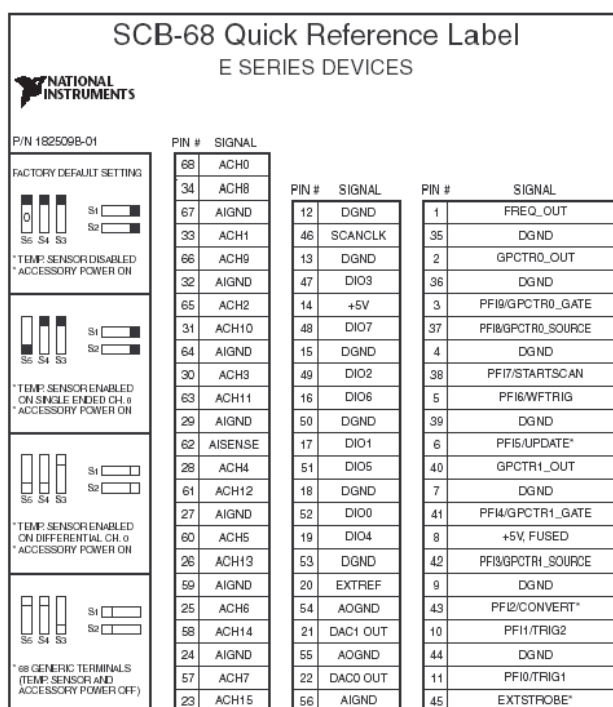 SCB-68 Quick Reference Label
E SERIES DEVICES
NATIONAL
INSTRUMENTS
P/N 182509B-01
FACTORY DEFAULT SETTING
S5 S4 S3
S1
S2
*TEMP. SENSOR DISABLED
*ACCESSORY POWER ON
S5 S4 S3
S1
S2
*TEMP. SENSOR ENABLED
ON SINGLE ENDED CH. 0
*ACCESSORY POWER ON
S5 S4 S3
S1
S2
*TEMP. SENSOR ENABLED
ON DIFFERENTIAL CH. 0
*ACCESSORY POWER ON
S5 S4 S3
S1
S2
*68 GENERIC TERMINALS
(TEMP. SENSOR AND
ACCESSORY POWER OFF)
PIN # SIGNAL
68 ACH0
34 ACH8
67 AIGND
33 ACH1
66 ACH9
32 AIGND
65 ACH2
31 ACH10
64 AIGND
30 ACH3
63 ACH11
29 AIGND
62 AISENSE
28 ACH4
61 ACH12
27 AIGND
60 ACH5
26 ACH13
59 AIGND
25 ACH6
58 ACH14
24 AIGND
57 ACH7
23 ACH15
PIN # SIGNAL
12 DGND
46 SCANCLK
13 DGND
47 DIO3
14 +5V
48 DIO7
15 DGND
49 DIO2
16 DIO6
50 DGND
17 DIO1
51 DIO5
18 DGND
52 DIO0
19 DIO4
53 DGND
20 EXTREF
54 AOGND
21 DAC1 OUT
55 AOGND
22 DAC0 OUT
56 AIGND
PIN # SIGNAL
1 FREQ_OUT
35 DGND
2 GPCTR0_OUT
36 DGND
3 PFI9/GPCTR0_GATE
37 PFI8/GPCTR0_SOURCE
4 DGND
38 PFI7/STARTSCAN
5 PFI6/WFTRIG
39 DGND
6 PFI5/UPDATE*
40 GPCTR1_OUT
7 DGND
41 PFI4/GPCTR1_GATE
8 +5V, FUSED
42 PFI3/GPCTR1_SOURCE
9 DGND
43 PFI2/CONVERT*
10 PFI1/TRIG2
44 DGND
11 PFI0/TRIG1
45 EXTSTROBE*